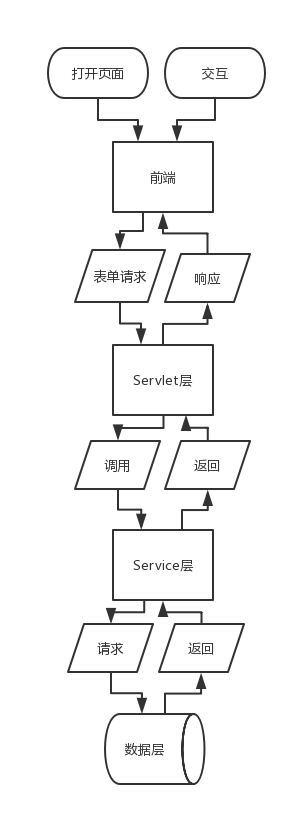 打开页面
交互
前端
表单请求
响应
Servlet层
调用
返回
Service层
请求
返回
数据层